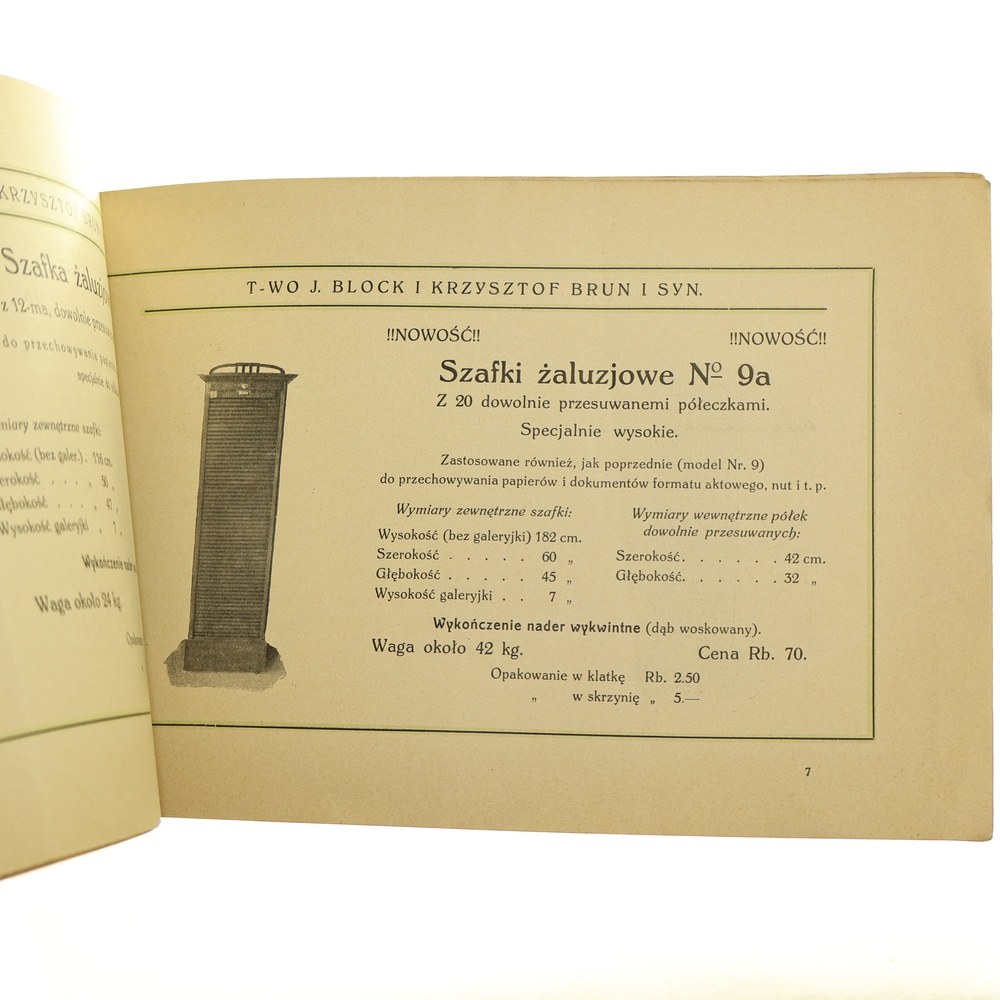 KRZYSZTOF BRUN
Szafka
z 12-ma, dowolnie
do przechowywania
specjalnie do
zewnętrzne szafki:
(bez galer.) . 116 cm.
. . . . „ 50 „
. . . „ 47 „
Wysokość galeryjki „ 7 „
Wykończenie nader
Waga około 24 kg.
T-WO J. BLOCK I KRZYSZTOF BRUN I SYN.
!!NOWOŚĆ!! !!NOWOŚĆ!!
Szafki żaluzjowe No 9a
Z 20 dowolnie przesuwanemi półeczkami.
Specjalnie wysokie.
Zastosowane również, jak poprzednie (model Nr. 9)
do przechowywania papierów i dokumentów formatu aktowego, nut i t. p.
Wymiary zewnętrzne szafki:
Wysokość (bez galeryjki) 182 cm.
Szerokość . . . . . 60 „
Głębokość . . . . . 45 „
Wysokość galeryjki . . 7 „
Wymiary wewnętrzne półek
dowolnie przesuwanych:
Szerokość. . . . . . 42 cm.
Głębokość. . . . . . 32 „
Wykończenie nader wykwintne (dąb woskowany).
Waga około 42 kg. Cena Rb. 70.
Opakowanie w klatkę Rb. 2.50
„ w skrzynię „ 5.—
7